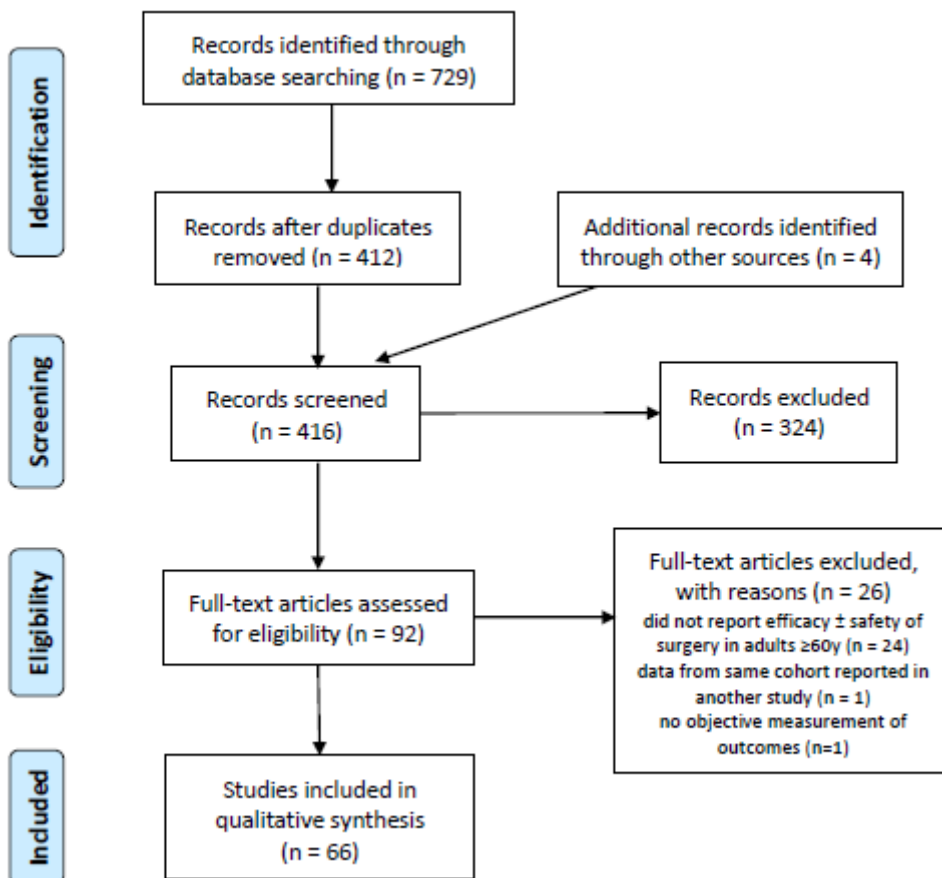 Identification
Records identified through
database searching (n = 729)
Records after duplicates
removed (n = 412)
Additional records identified
through other sources (n = 4)
Screening
Records screened
(n = 416)
Records excluded
(n = 324)
Eligibility
Full-text articles assessed
for eligibility (n = 92)
Full-text articles excluded,
with reasons (n = 26)
did not report efficacy ± safety of
surgery in adults ≥60y (n = 24)
data from same cohort reported in
another study (n = 1)
no objective measurement of
outcomes (n=1)
Included
Studies included in
qualitative synthesis
(n = 66)